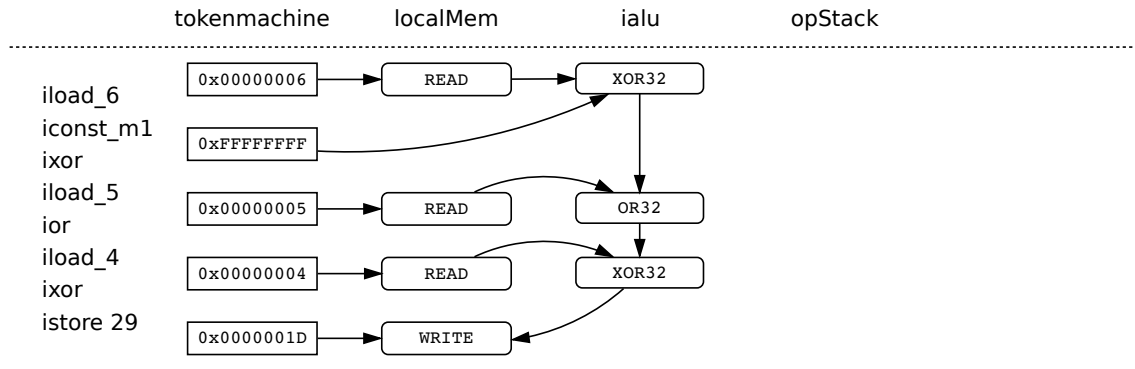 tokenmachine localMem ialu opStack
0x00000006 READ XOR32
iload_6
iconst_m1
0xFFFFFFFF
ixor
iload_5
0x00000005 READ OR32
ior
iload_4
0x00000004 READ XOR32
ixor
istore 29
0x0000001D WRITE